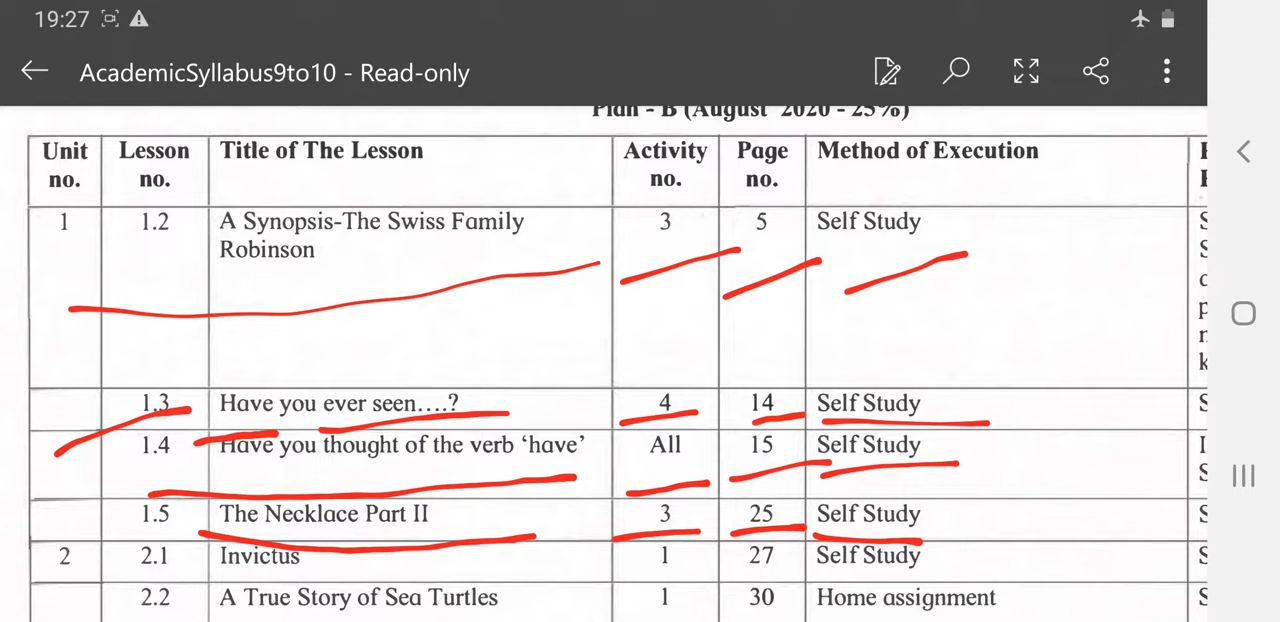 19:27
AcademicSyllabus9to10 - Read-only
Plan - B (August 2020 - 25%)
Unit no. Lesson no. Title of The Lesson Activity no. Page no. Method of Execution
1 1.2 A Synopsis-The Swiss Family Robinson 3 5 Self Study
1.3 Have you ever seen....? 4 14 Self Study
1.4 Have you thought of the verb ‘have’ All 15 Self Study
1.5 The Necklace Part II 3 25 Self Study
2 2.1 Invictus 1 27 Self Study
2.2 A True Story of Sea Turtles 1 30 Home assignment